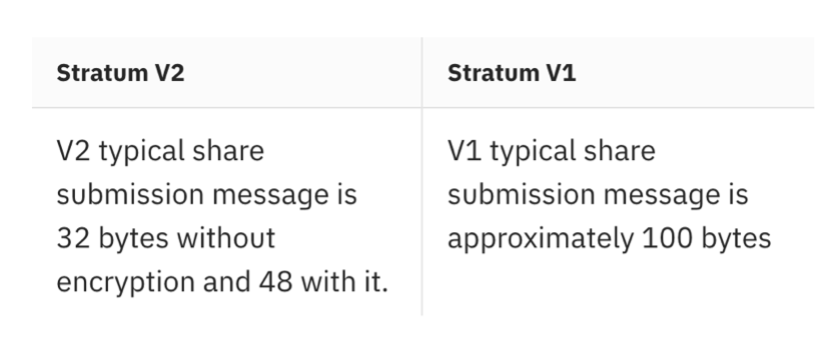 Stratum V2
Stratum V1
V2 typical share
submission message is
32 bytes without
encryption and 48 with it.
V1 typical share
submission message is
approximately 100 bytes